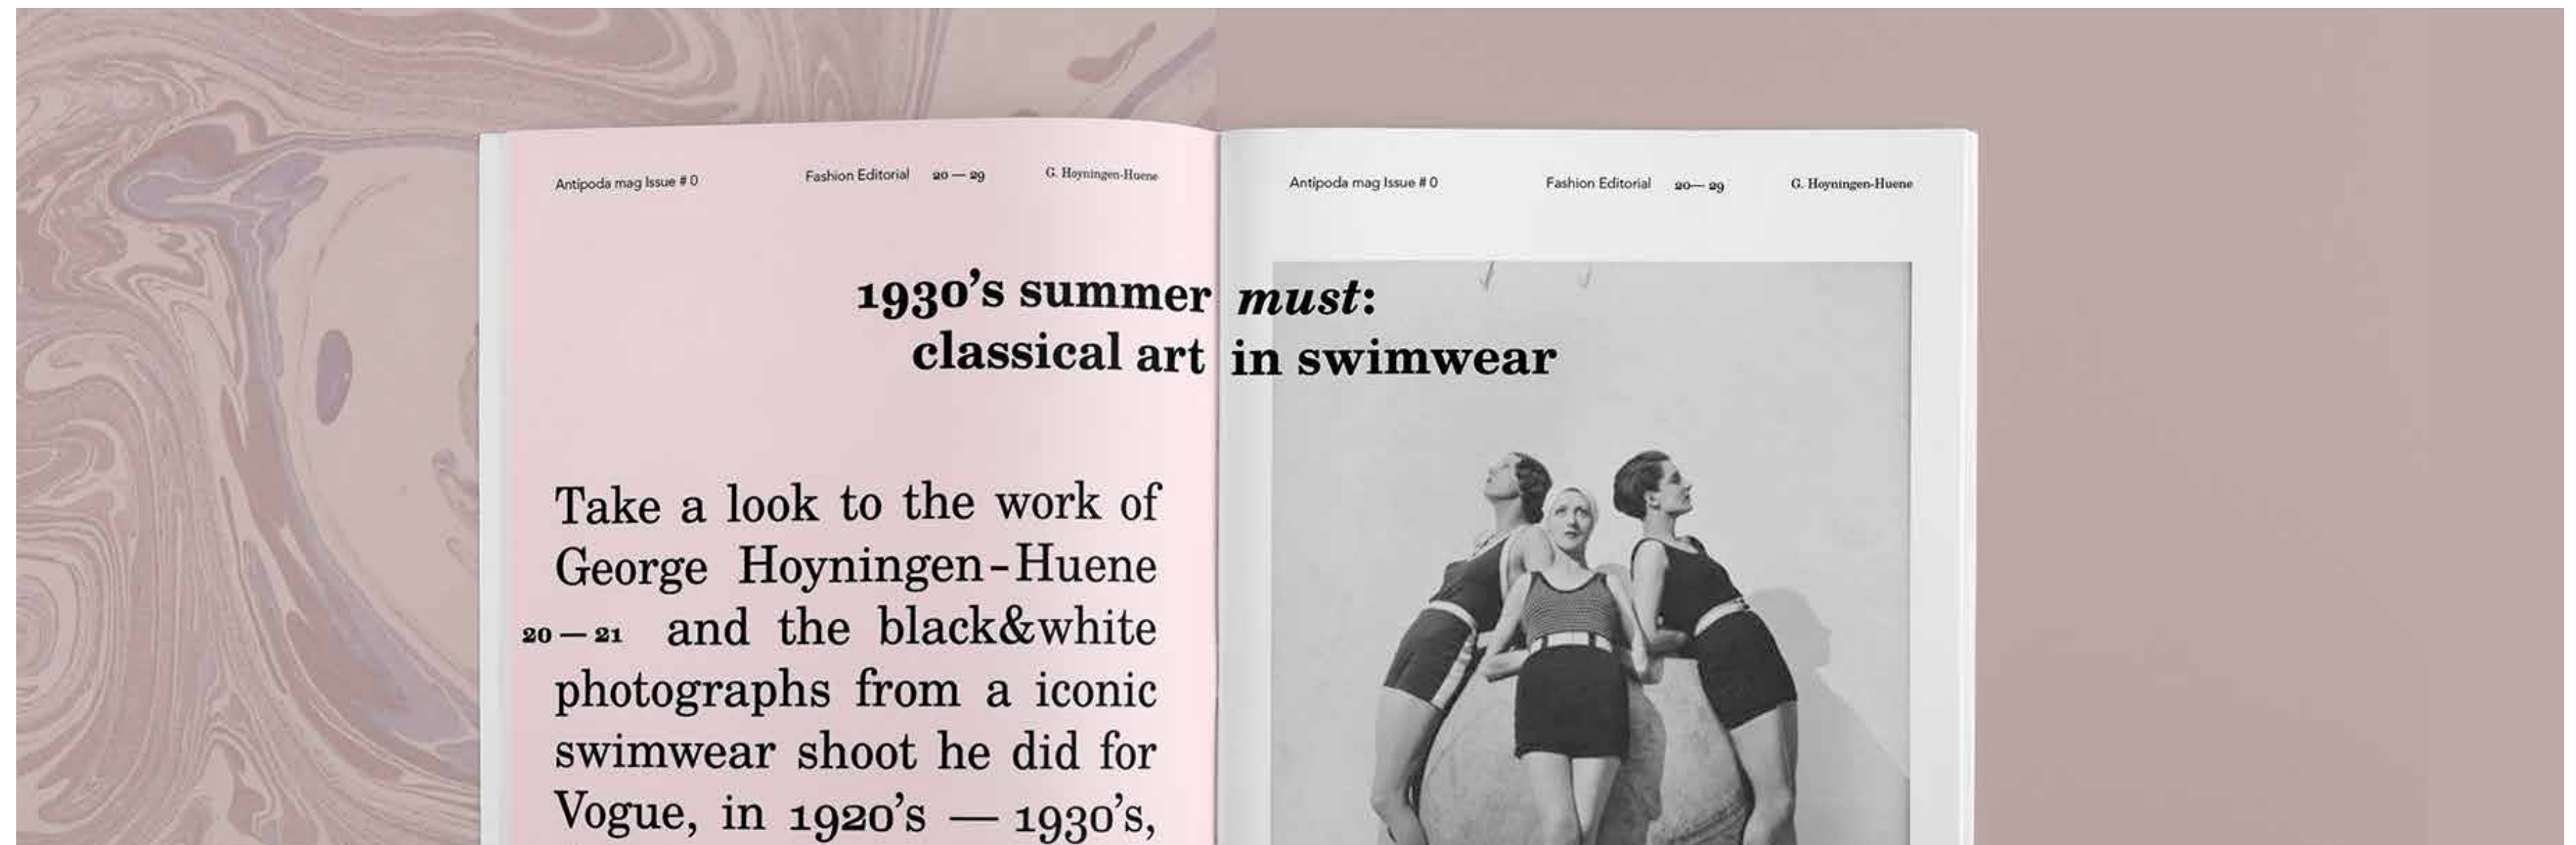 Antipoda mag Issue # 0
Fashion Editorial 20 — 29
G. Hoyningen-Huene
Antipoda mag Issue # 0
Fashion Editorial 20— 29
G. Hoyningen-Huene
1930’s summer must:
classical art in swimwear
Take a look to the work of
George Hoyningen-Huene
20 — 21 and the black&white
photographs from a iconic
swimwear shoot he did for
Vogue, in 1920’s — 1930’s,